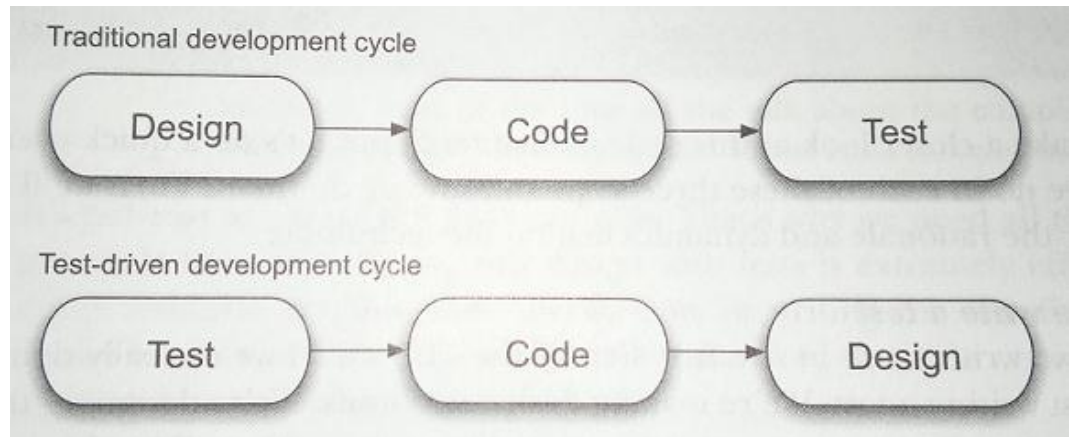 Traditional development cycle
Design Code Test
Test-driven development cycle
Test Code Design